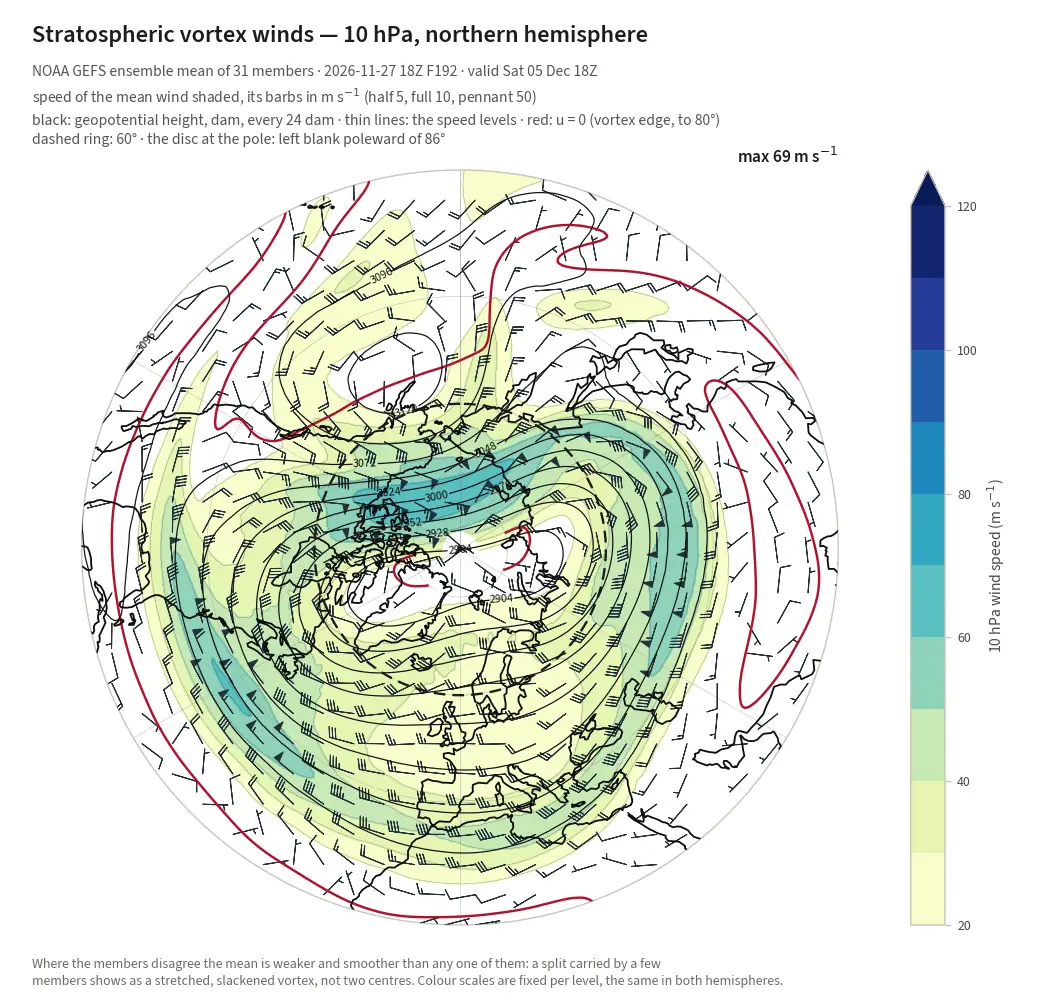 Stratospheric vortex winds — 10 hPa, northern hemisphere
NOAA GEFS ensemble mean of 31 members · 2026-11-27 18Z F192 · valid Sat 05 Dec 18Z
speed of the mean wind shaded, its barbs in m s⁻¹ (half 5, full 10, pennant 50)
black: geopotential height, dam, every 24 dam · thin lines: the speed levels · red: u = 0 (vortex edge, to 80°)
dashed ring: 60° · the disc at the pole: left blank poleward of 86°
max 69 m s⁻¹
120
100
80
60
40
20
10 hPa wind speed (m s⁻¹)
3096
3096
3072
3024
3000
2928
2904
Where the members disagree the mean is weaker and smoother than any one of them: a split carried by a few
members shows as a stretched, slackened vortex, not two centres. Colour scales are fixed per level, the same in both hemispheres.